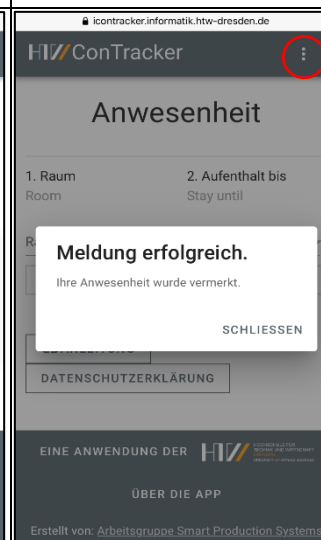 icontracker.informatik.htw-dresden.de
HTW ConTracker
Anwesenheit
1. Raum 2. Aufenthalt bis
Room Stay until
Meldung erfolgreich.
Ihre Anwesenheit wurde vermerkt.
SCHLIESSEN
DATENSCHUTZERKLÄRUNG
EINE ANWENDUNG DER HTW
ÜBER DIE APP
Erstellt von: Arbeitsgruppe Smart Production Systems